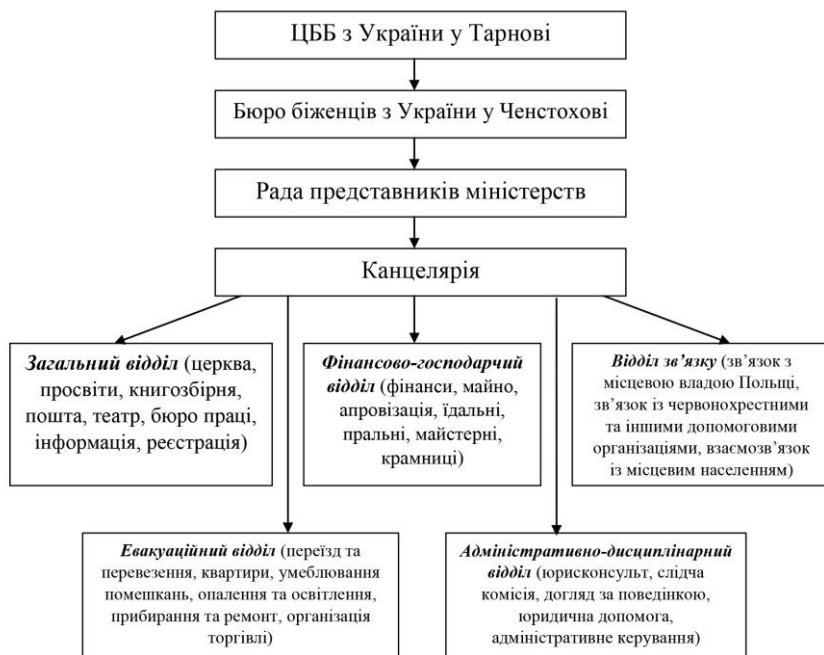 ЦББ з України у Тарнові
Бюро біженців з України у Ченстохові
Рада представників міністерств
Канцелярія
Загальний відділ (церква,
просвіти, книгозбірня,
пошта, театр, бюро праці,
інформація, реєстрація)
Фінансово-господарчий
відділ (фінанси, майно,
апровізація, їдальні,
пральні, майстерні,
крамниці)
Відділ зв’язку (зв’язок з
місцевою владою Польщі,
зв’язок із червонохрестними
та іншими допомоговими
організаціями, взаємозв’язок
із місцевим населенням)
Евакуаційний відділ (переїзд та
перевезення, квартири, умеблювання
помешкань, опалення та освітлення,
прибирання та ремонт, організація
торгівлі)
Адміністративно-дисциплінарний
відділ (юрисконсульт, слідча
комісія, догляд за поведінкою,
юридична допомога,
адміністративне керування)